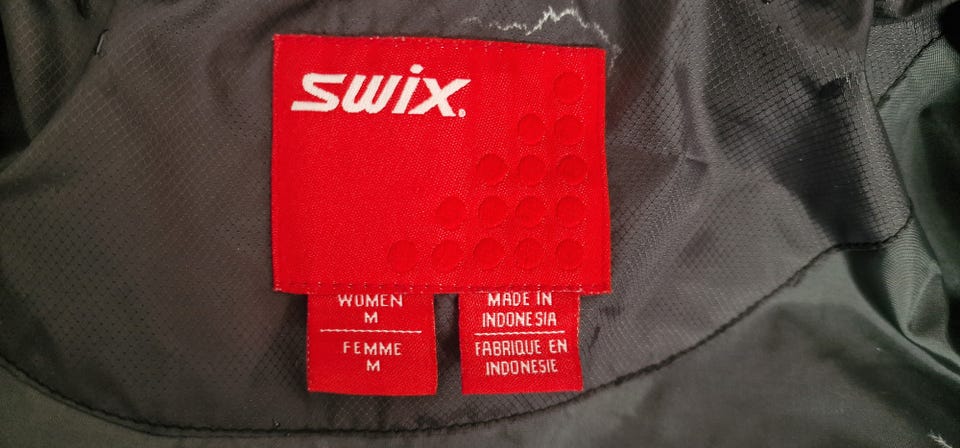 swix.
WOMEN
M
FEMME
M
MADE IN
INDONESIA
FABRIQUE EN
INDONESIE